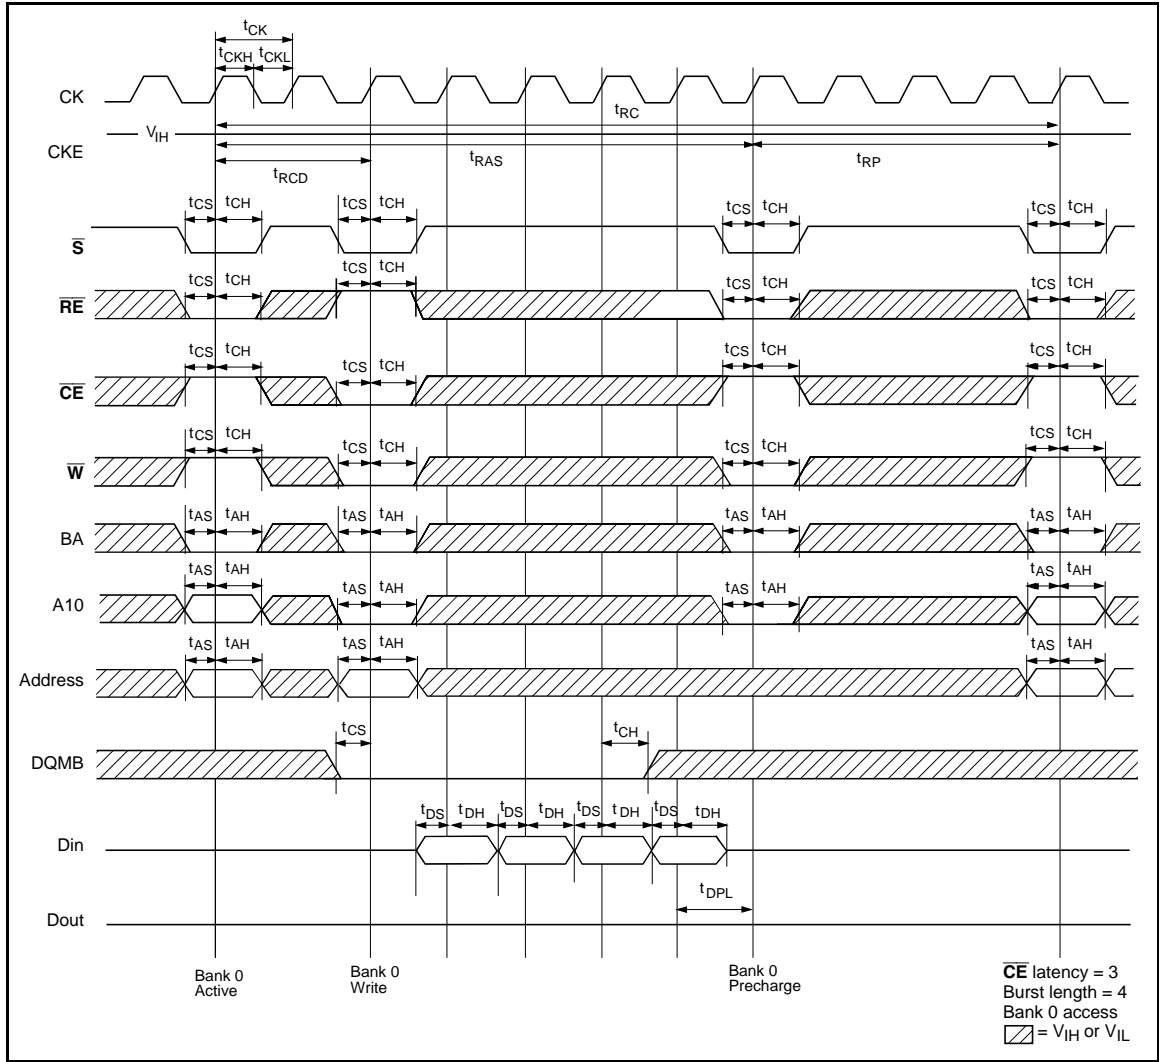 tCK
tCKH tCKL
CK
tRC
VIH
CKE
tRAS tRP
tRCD
tCS tCH tCS tCH tCS tCH tCS tCH
S
tCS tCH tCS tCH tCS tCH tCS tCH
RE
tCS tCH tCS tCH tCS tCH tCS tCH
CE
tCS tCH tCS tCH tCS tCH tCS tCH
W
tAS tAH tAS tAH tAS tAH tAS tAH
BA
tAS tAH tAS tAH tAS tAH tAS tAH
A10
tAS tAH tAS tAH tAS tAH
Address
tCS tCH
DQMB
tDS tDH tDS tDH tDS tDH tDS tDH
Din
tDPL
Dout
Bank 0
Active
Bank 0
Write
Bank 0
Precharge
CE latency = 3
Burst length = 4
Bank 0 access
= VIH or VIL